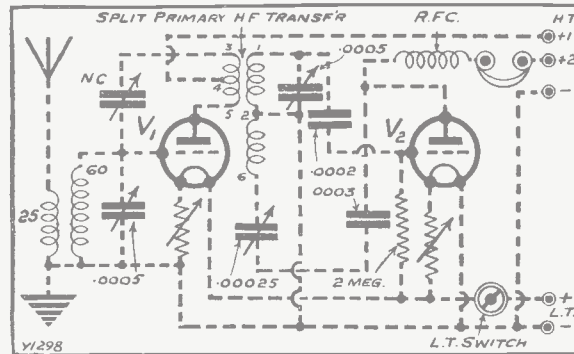 SPLIT PRIMARY HF TRANSF'R
R.F.C.
HT
+1
+2
-
3
1
4
5
2
6
.0005
NC
V1
V2
.0002
.0003
60
25
.0005
.00025
2 MEG.
+
L.T.
-
L.T. SWITCH
Y1298